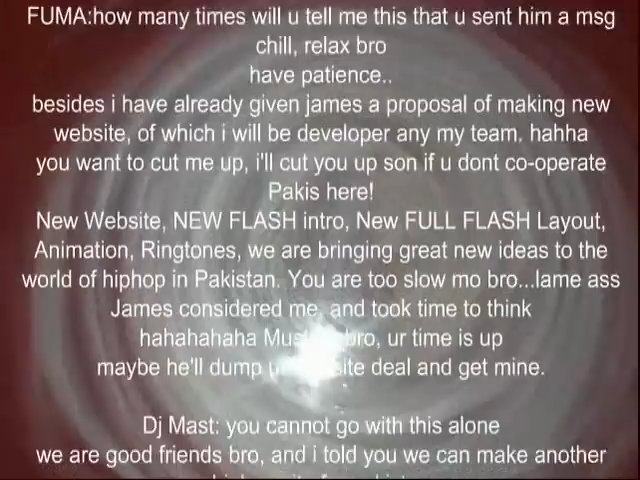 FUMA:how many times will u tell me this that u sent him a msg
chill, relax bro
have patience..
besides i have already given james a proposal of making new
website, of which i will be developer any my team. hahha
you want to cut me up, i'll cut you up son if u dont co-operate
Pakis here!
New Website, NEW FLASH intro, New FULL FLASH Layout,
Animation, Ringtones, we are bringing great new ideas to the
world of hiphop in Pakistan. You are too slow mo bro...lame ass
James considered me, and took time to think
hahahahaha bro, ur time is up
maybe he'll dump deal and get mine.
Dj Mast: you cannot go with this alone
we are good friends bro, and i told you we can make another